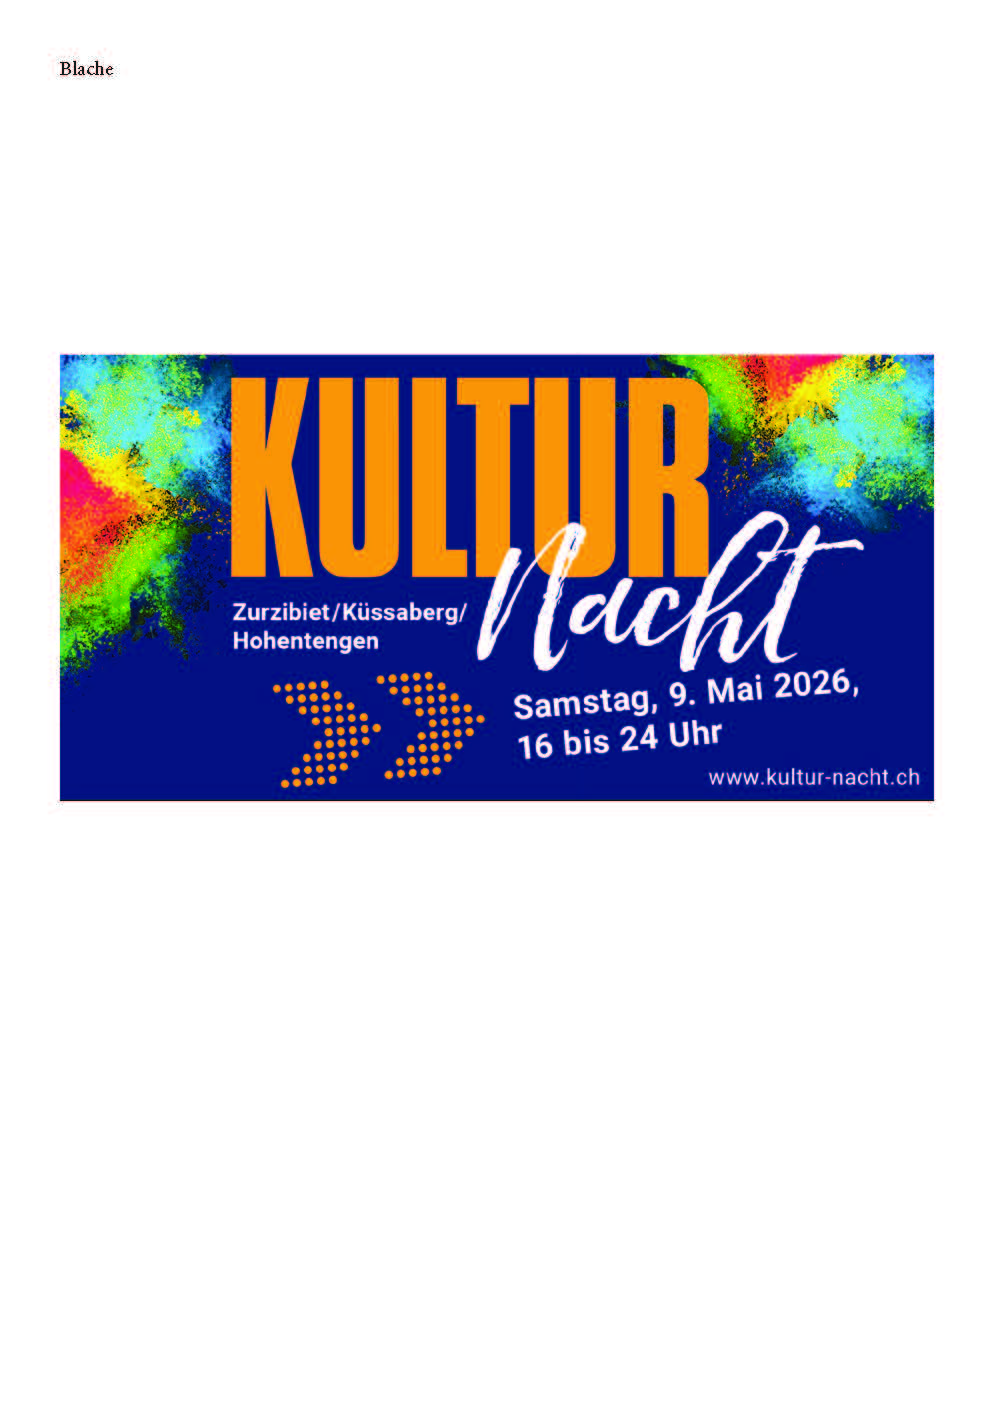 Blache
KULTUR
Nacht
Zurzibiet/Küssaberg/
Hohentengen
Samstag, 9. Mai 2026,
16 bis 24 Uhr
www.kultur-nacht.ch